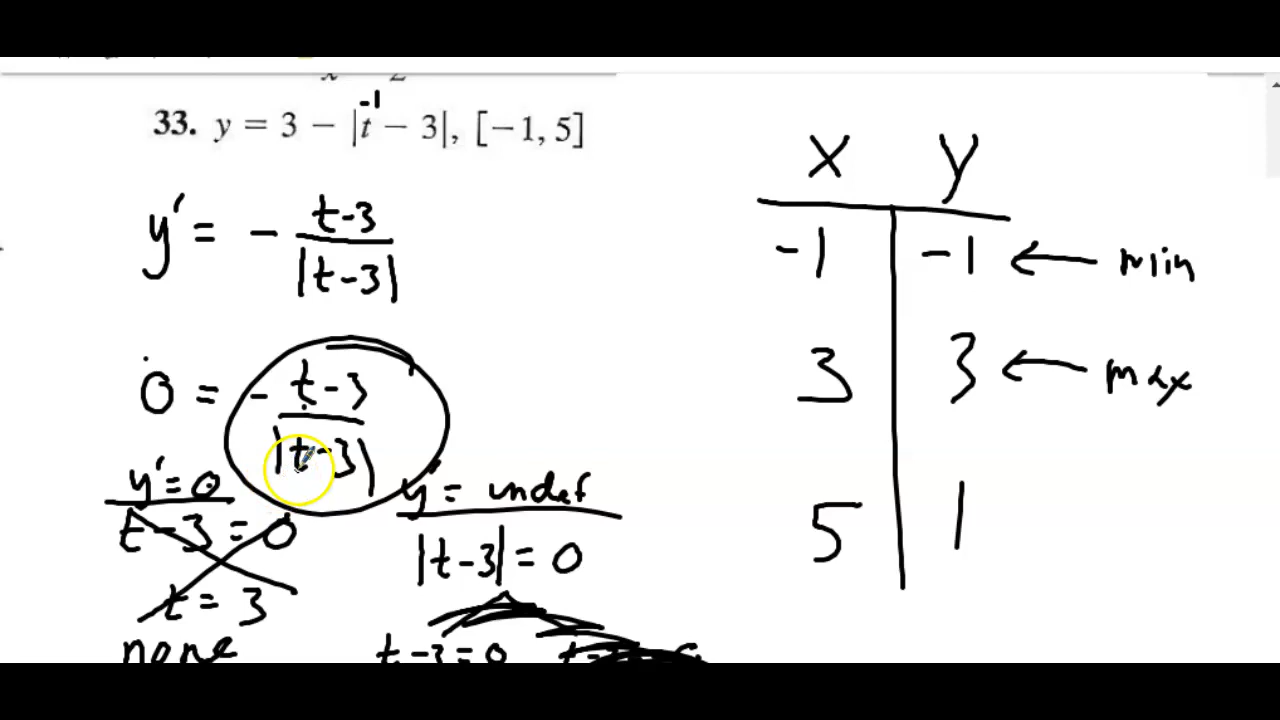 33. y = 3 − |t − 3|, [−1, 5]
-1
y' = - t-3 / |t-3|
0 = - t-3 / |t-3|
y' = 0
t-3 = 0
t = 3
none
y' = undef
|t-3| = 0
t-3=0
x y
-1 -1 ← min
3 3 ← max
5 1